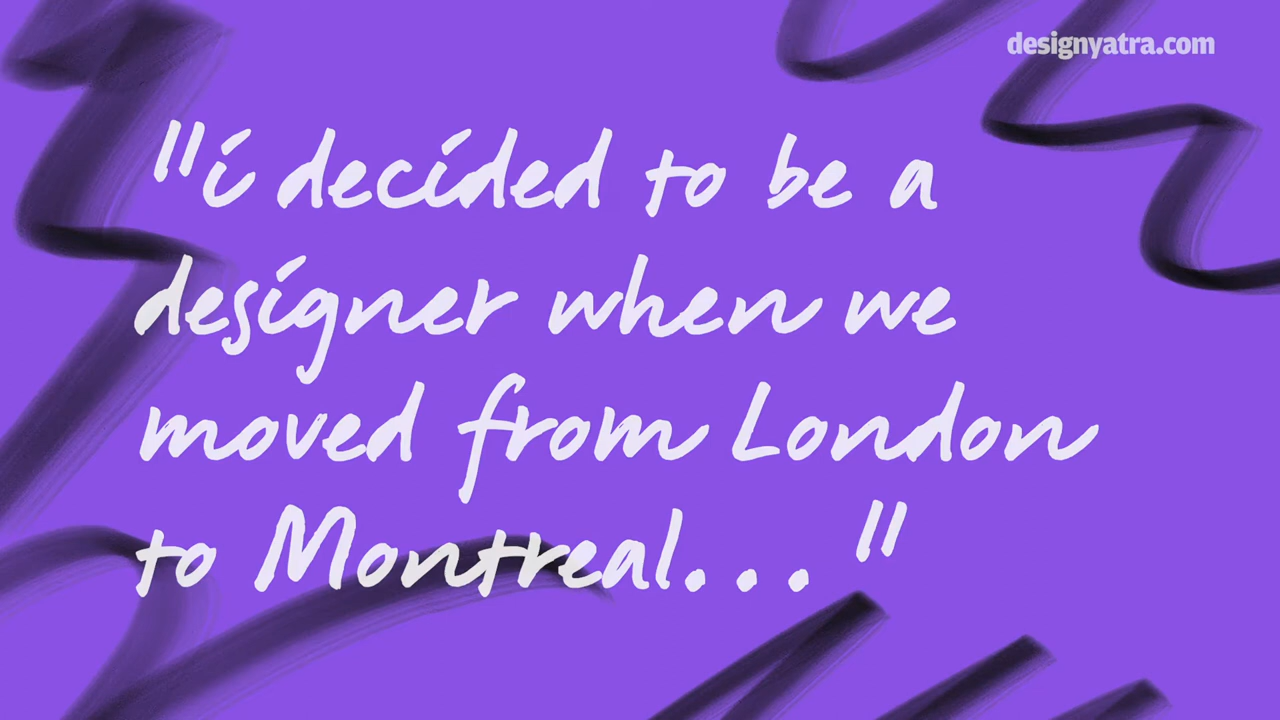 designyatra.com
"i decided to be a
designer when we
moved from London
to Montreal..."